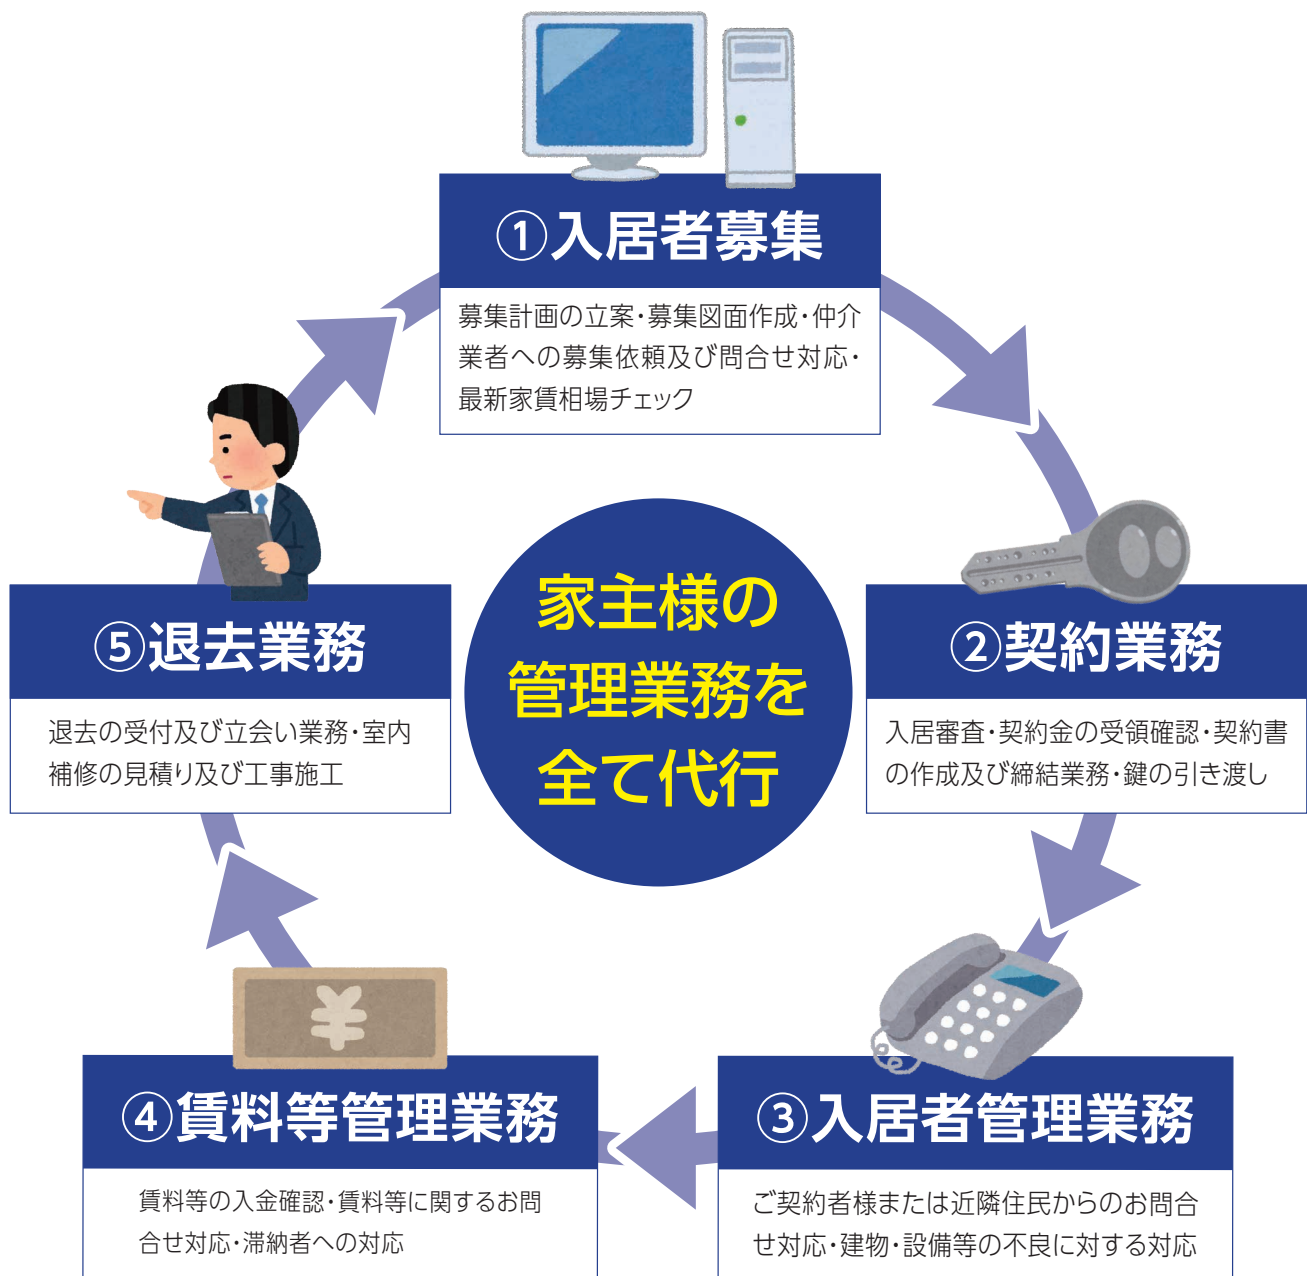 ①入居者募集
募集計画の立案・募集図面作成・仲介
業者への募集依頼及び問合せ対応・
最新家賃相場チェック
家主様の
管理業務を
全て代行
②契約業務
入居審査・契約金の受領確認・契約書
の作成及び締結業務・鍵の引き渡し
③入居者管理業務
ご契約者様または近隣住民からのお問合
せ対応・建物・設備等の不良に対する対応
④賃料等管理業務
¥
賃料等の入金確認・賃料等に関するお問
合せ対応・滞納者への対応
⑤退去業務
退去の受付及び立会い業務・室内
補修の見積り及び工事施工